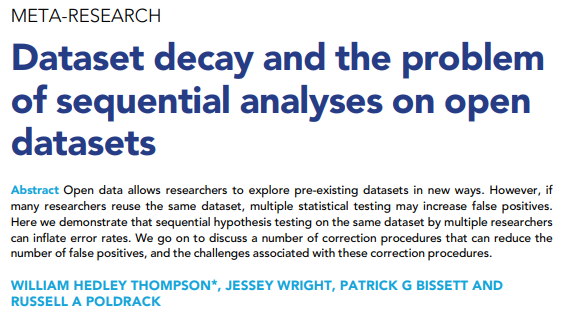 META-RESEARCH
Dataset decay and the problem
of sequential analyses on open
datasets
Abstract Open data allows researchers to explore pre-existing datasets in new ways. However, if
many researchers reuse the same dataset, multiple statistical testing may increase false positives.
Here we demonstrate that sequential hypothesis testing on the same dataset by multiple researchers
can inflate error rates. We go on to discuss a number of correction procedures that can reduce the
number of false positives, and the challenges associated with these correction procedures.
WILLIAM HEDLEY THOMPSON*, JESSEY WRIGHT, PATRICK G BISSETT AND
RUSSELL A POLDRACK